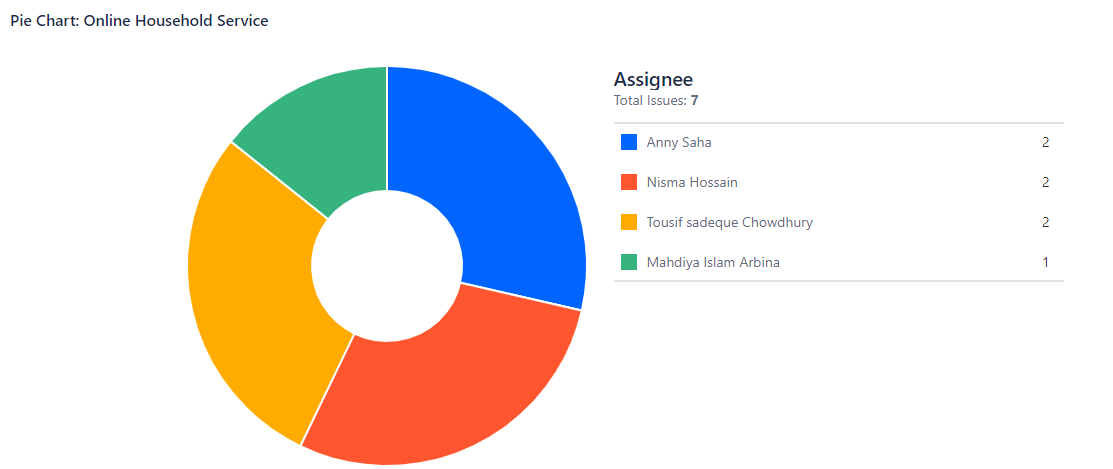 Pie Chart: Online Household Service
Assignee
Total Issues: 7
Anny Saha 2
Nisma Hossain 2
Tousif sadeque Chowdhury 2
Mahdiya Islam Arbina 1